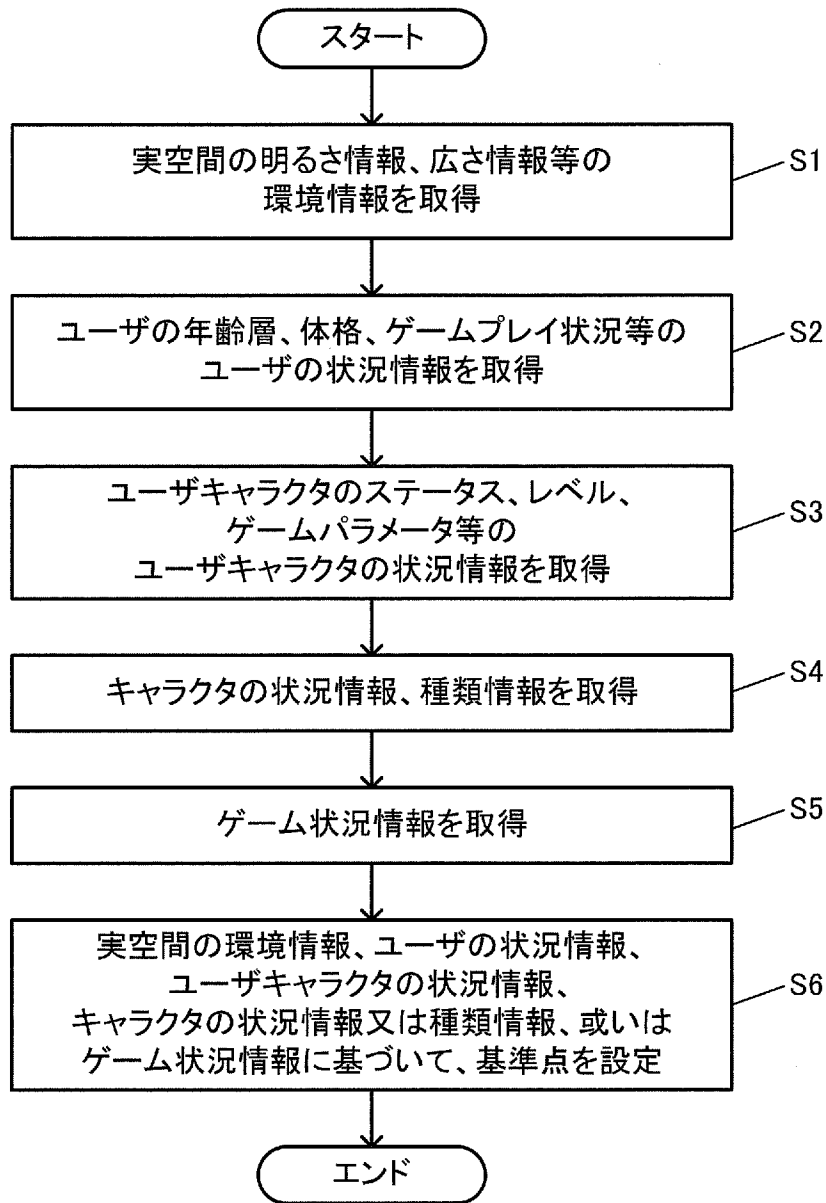 スタート
実空間の明るさ情報、広さ情報等の
環境情報を取得
S1
ユーザの年齢層、体格、ゲームプレイ状況等の
ユーザの状況情報を取得
S2
ユーザキャラクタのステータス、レベル、
ゲームパラメータ等の
ユーザキャラクタの状況情報を取得
S3
キャラクタの状況情報、種類情報を取得
S4
ゲーム状況情報を取得
S5
実空間の環境情報、ユーザの状況情報、
ユーザキャラクタの状況情報、
キャラクタの状況情報又は種類情報、或いは
ゲーム状況情報に基づいて、基準点を設定
S6
エンド